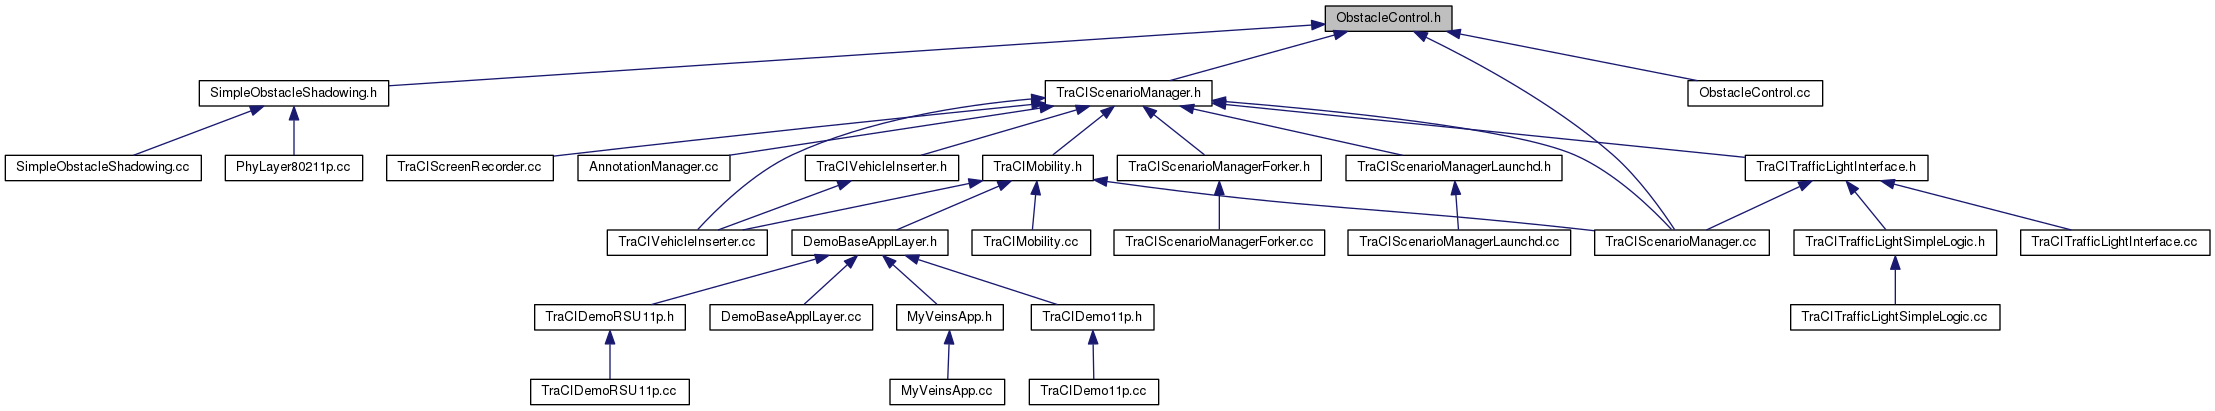 ObstacleControl.h
SimpleObstacleShadowing.h
TraCIScenarioManager.h
ObstacleControl.cc
SimpleObstacleShadowing.cc
PhyLayer80211p.cc
TraCIScreenRecorder.cc
AnnotationManager.cc
TraCIVehicleInserter.h
TraCIMobility.h
TraCIScenarioManagerForker.h
TraCIScenarioManagerLaunchd.h
TraCITrafficLightInterface.h
TraCIVehicleInserter.cc
DemoBaseApplLayer.h
TraCIMobility.cc
TraCIScenarioManagerForker.cc
TraCIScenarioManagerLaunchd.cc
TraCIScenarioManager.cc
TraCITrafficLightSimpleLogic.h
TraCITrafficLightInterface.cc
TraCIDemoRSU11p.h
DemoBaseApplLayer.cc
MyVeinsApp.h
TraCIDemo11p.h
TraCITrafficLightSimpleLogic.cc
TraCIDemoRSU11p.cc
MyVeinsApp.cc
TraCIDemo11p.cc